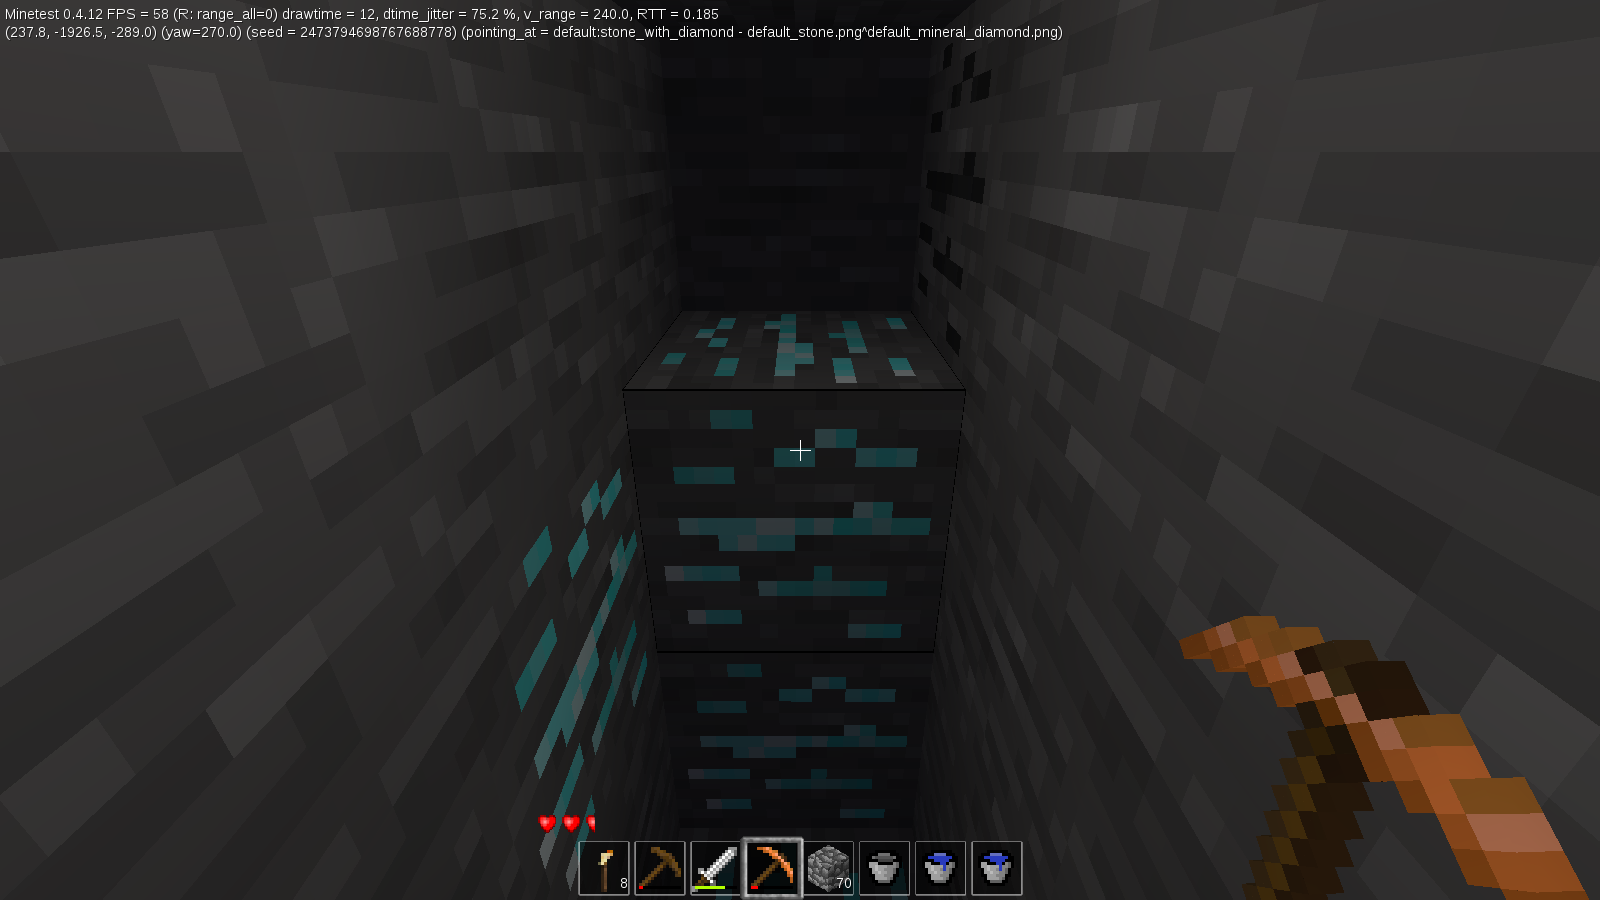 Minetest 0.4.12 FPS = 58 (R: range_all=0) drawtime = 12, dtime_jitter = 75.2 %, v_range = 240.0, RTT = 0.185
(237.8, -1926.5, -289.0) (yaw=270.0) (seed = 2473794698767688778) (pointing_at = default:stone_with_diamond - default_stone.png^default_mineral_diamond.png)
8
70